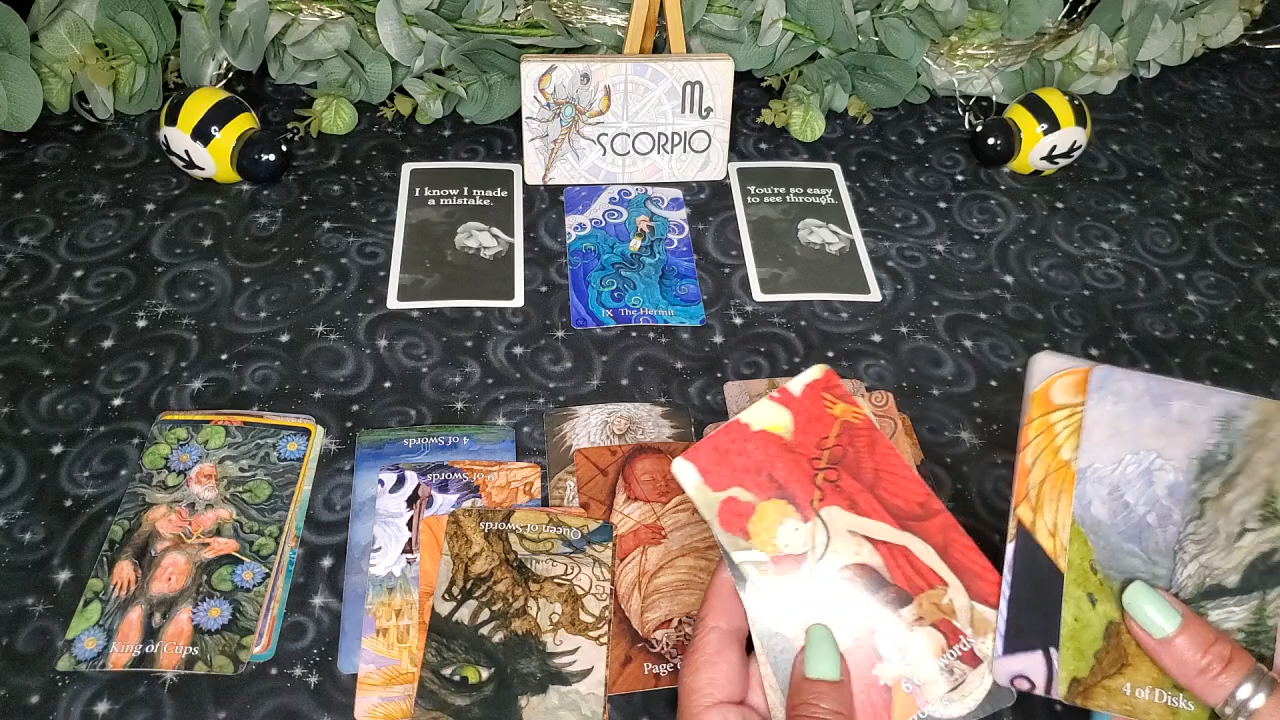 ♏
SCORPIO
I know I made
a mistake.
You're so easy
to see through.
IX The Hermit
4 of Swords
of Swords
Queen of Swords
King of Cups
Page
6 of words
4 of Disks